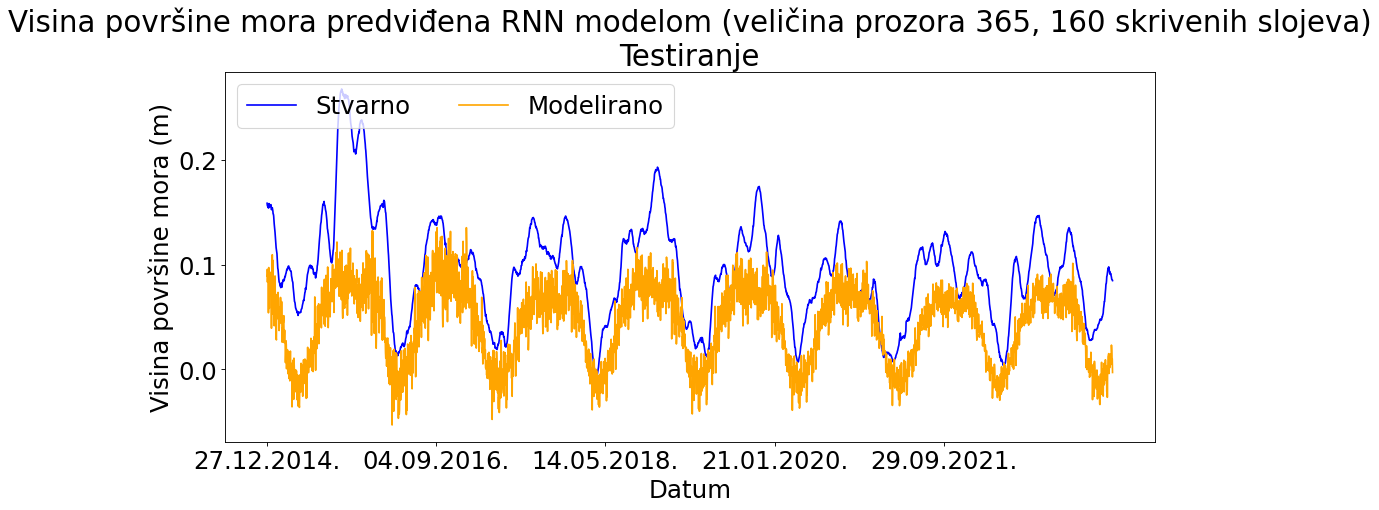 Visina površine mora predviđena RNN modelom (veličina prozora 365, 160 skrivenih slojeva)
Testiranje
Stvarno Modelirano
Visina površine mora (m)
0.2
0.1
0.0
27.12.2014. 04.09.2016. 14.05.2018. 21.01.2020. 29.09.2021.
Datum